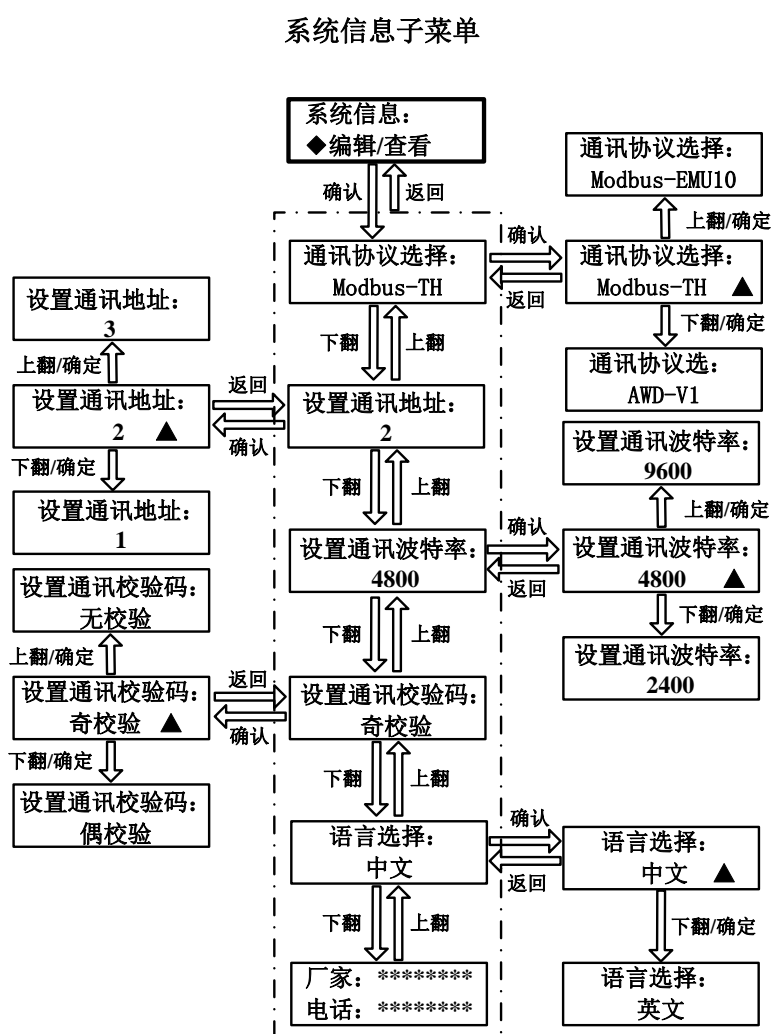 系统信息子菜单
系统信息：
◆编辑/查看
确认
返回
通讯协议选择：
Modbus-EMU10
上翻/确定
通讯协议选择：
Modbus-TH
确认
返回
通讯协议选择：
Modbus-TH ▲
下翻/确定
通讯协议选：
AWD-V1
下翻
上翻
设置通讯地址：
3
上翻/确定
设置通讯地址：
2 ▲
返回
确认
设置通讯地址：
2
下翻/确定
设置通讯地址：
1
下翻
上翻
设置通讯波特率：
9600
上翻/确定
设置通讯波特率：
4800
确认
返回
设置通讯波特率：
4800 ▲
下翻/确定
设置通讯波特率：
2400
下翻
上翻
设置通讯校验码：
无校验
上翻/确定
设置通讯校验码：
奇校验 ▲
返回
确认
设置通讯校验码：
奇校验
下翻/确定
设置通讯校验码：
偶校验
下翻
上翻
语言选择：
中文
确认
返回
语言选择：
中文 ▲
下翻/确定
语言选择：
英文
下翻
上翻
厂家：********
电话：********